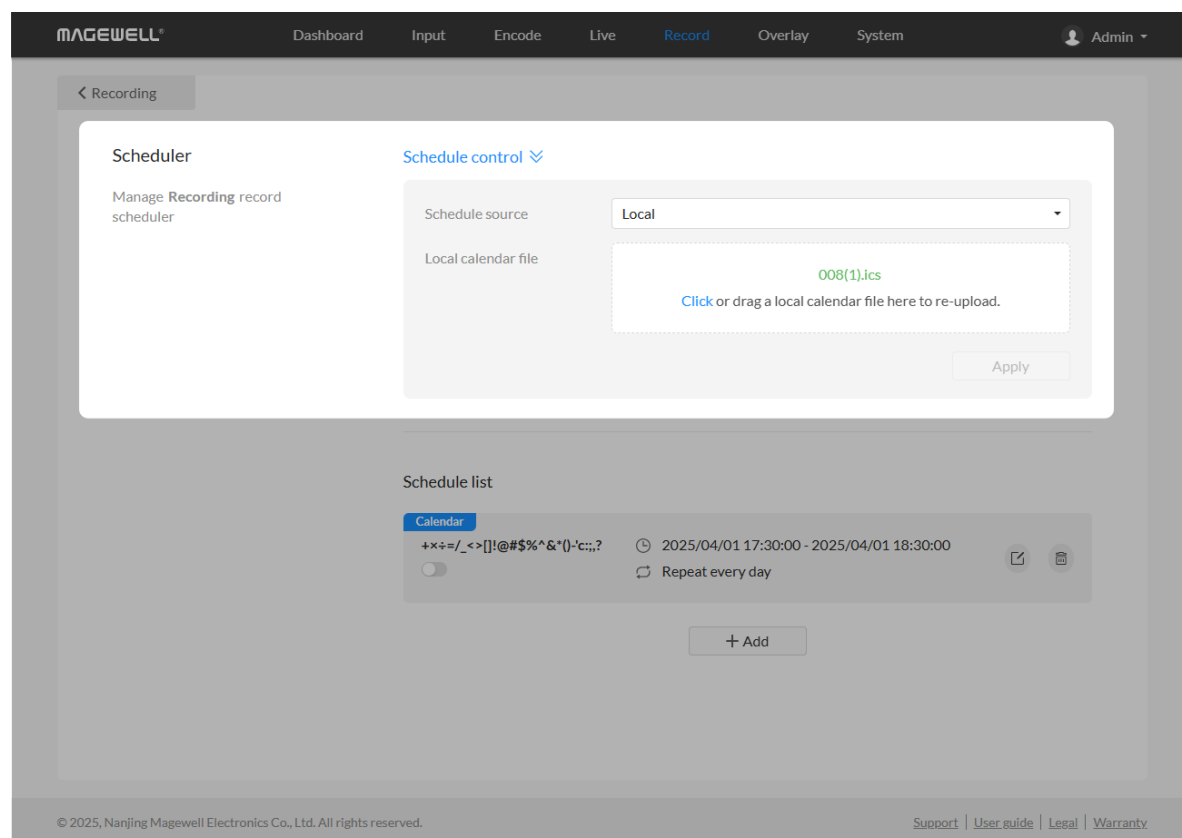 MAGEWELL®
Dashboard Input Encode Live Record Overlay System Admin
Recording
Scheduler
Manage Recording record
scheduler
Schedule control
Schedule source Local
Local calendar file
008(1).ics
Click or drag a local calendar file here to re-upload.
Apply
Schedule list
Calendar
+×÷=/_<>[]!@#$%^&*()-'c:;,.? 2025/04/01 17:30:00 - 2025/04/01 18:30:00
Repeat every day
+ Add
© 2025, Nanjing Magewell Electronics Co., Ltd. All rights reserved.
Support | User guide | Legal | Warranty